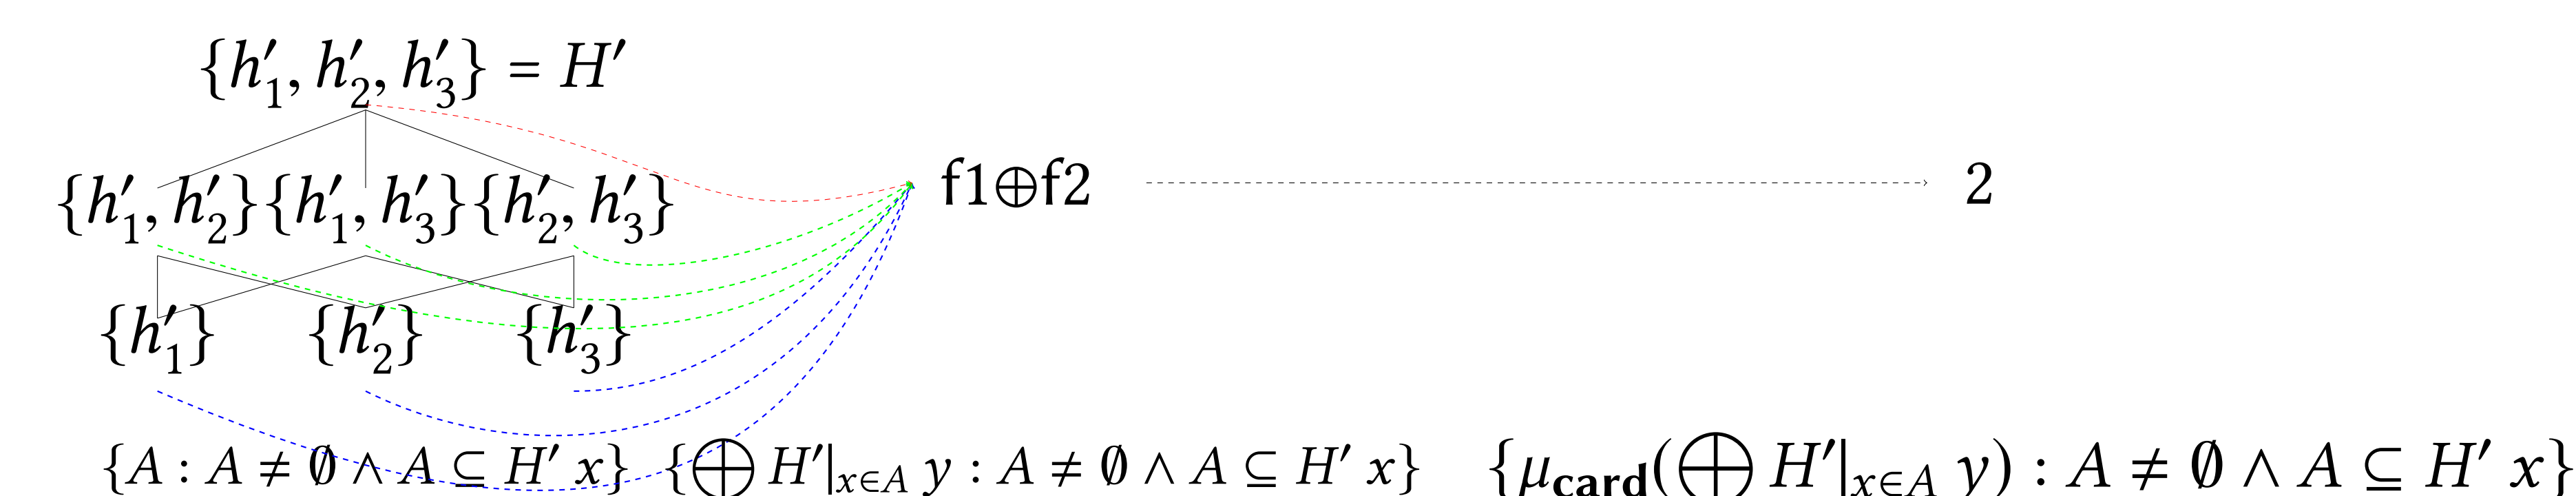 {h′₁, h′₂, h′₃} = H′
{h′₁, h′₂} {h′₁, h′₃} {h′₂, h′₃}
f1⊕f2
2
{h′₁} {h′₂} {h′₃}
{A : A ≠ ∅ ∧ A ⊆ H′ x} {⨁ H′|ₓ∈A y : A ≠ ∅ ∧ A ⊆ H′ x} {μcard(⨁ H′|ₓ∈A y) : A ≠ ∅ ∧ A ⊆ H′ x}